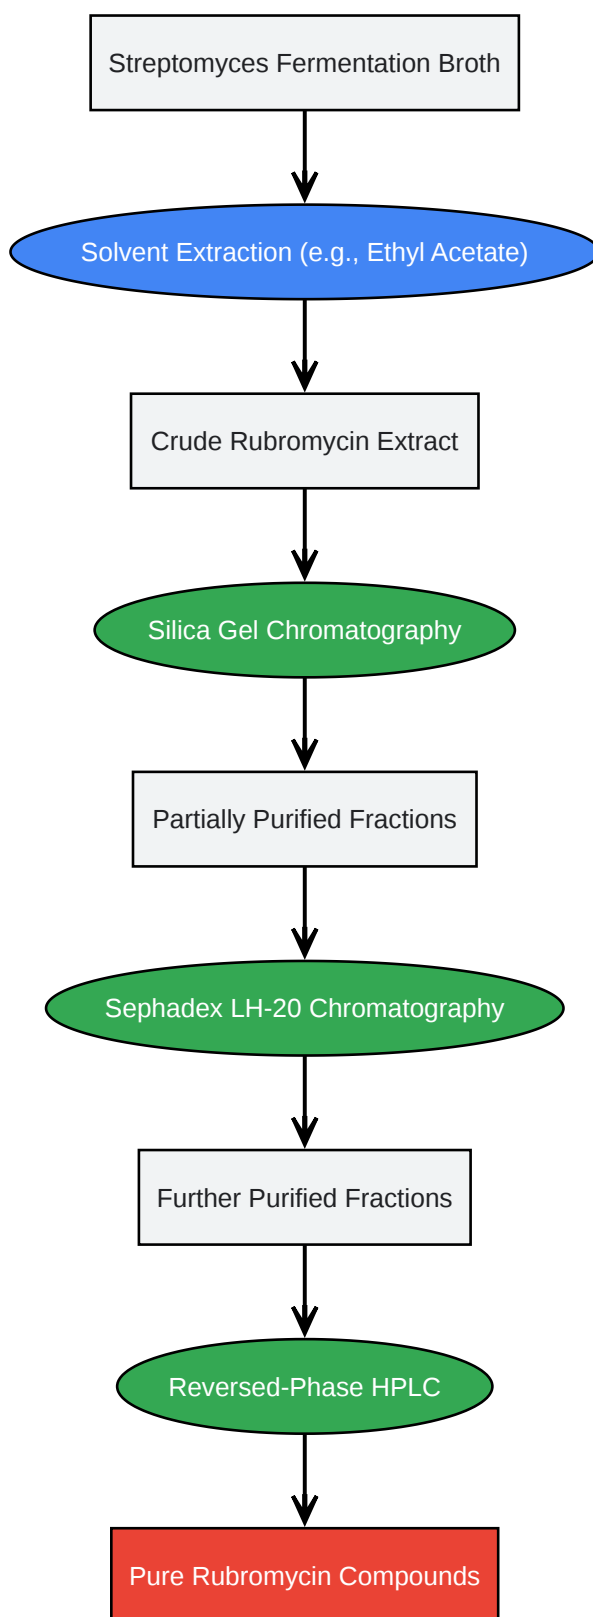 Streptomyces Fermentation Broth
Solvent Extraction (e.g., Ethyl Acetate)
Crude Rubromycin Extract
Silica Gel Chromatography
Partially Purified Fractions
Sephadex LH-20 Chromatography
Further Purified Fractions
Reversed-Phase HPLC
Pure Rubromycin Compounds